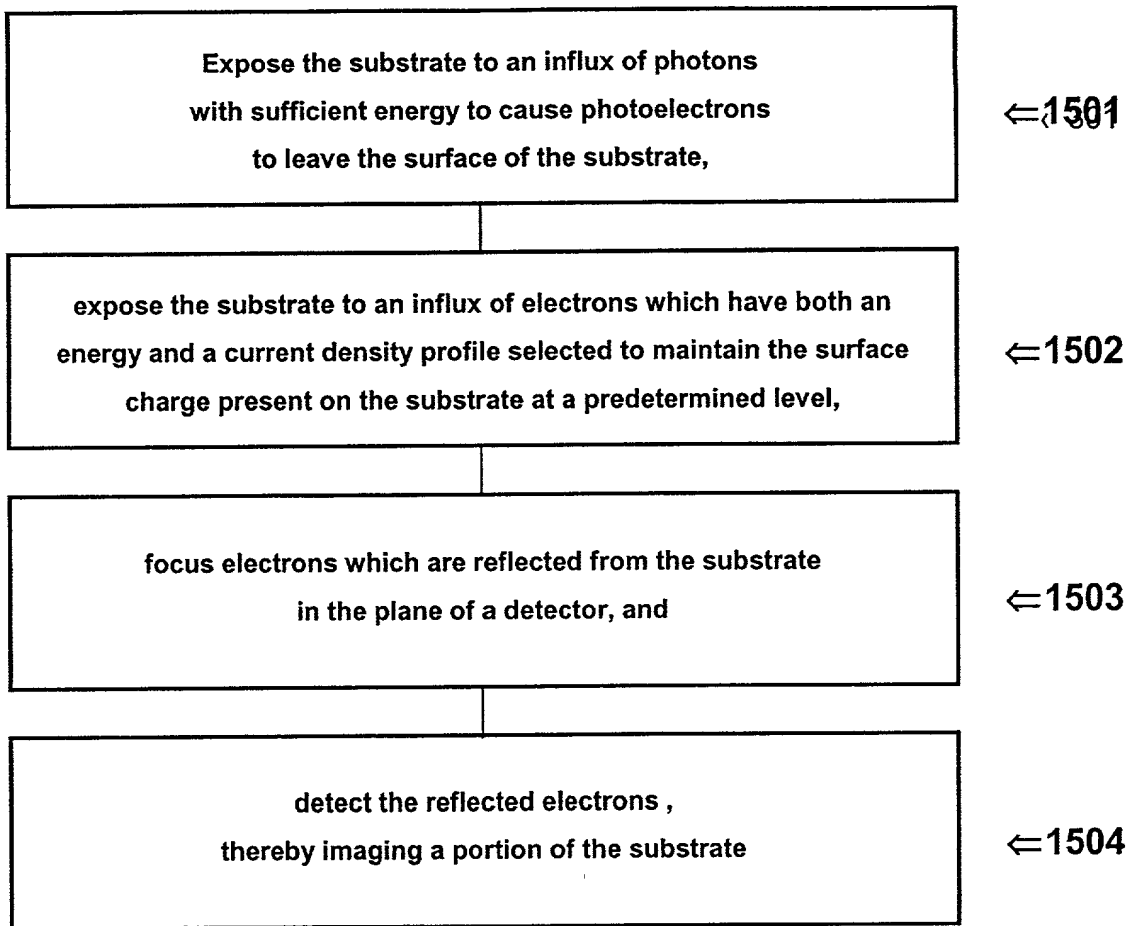 Expose the substrate to an influx of photons
with sufficient energy to cause photoelectrons
to leave the surface of the substrate,
⇐1501
expose the substrate to an influx of electrons which have both an
energy and a current density profile selected to maintain the surface
charge present on the substrate at a predetermined level,
⇐1502
focus electrons which are reflected from the substrate
in the plane of a detector, and
⇐1503
detect the reflected electrons ,
thereby imaging a portion of the substrate
⇐1504